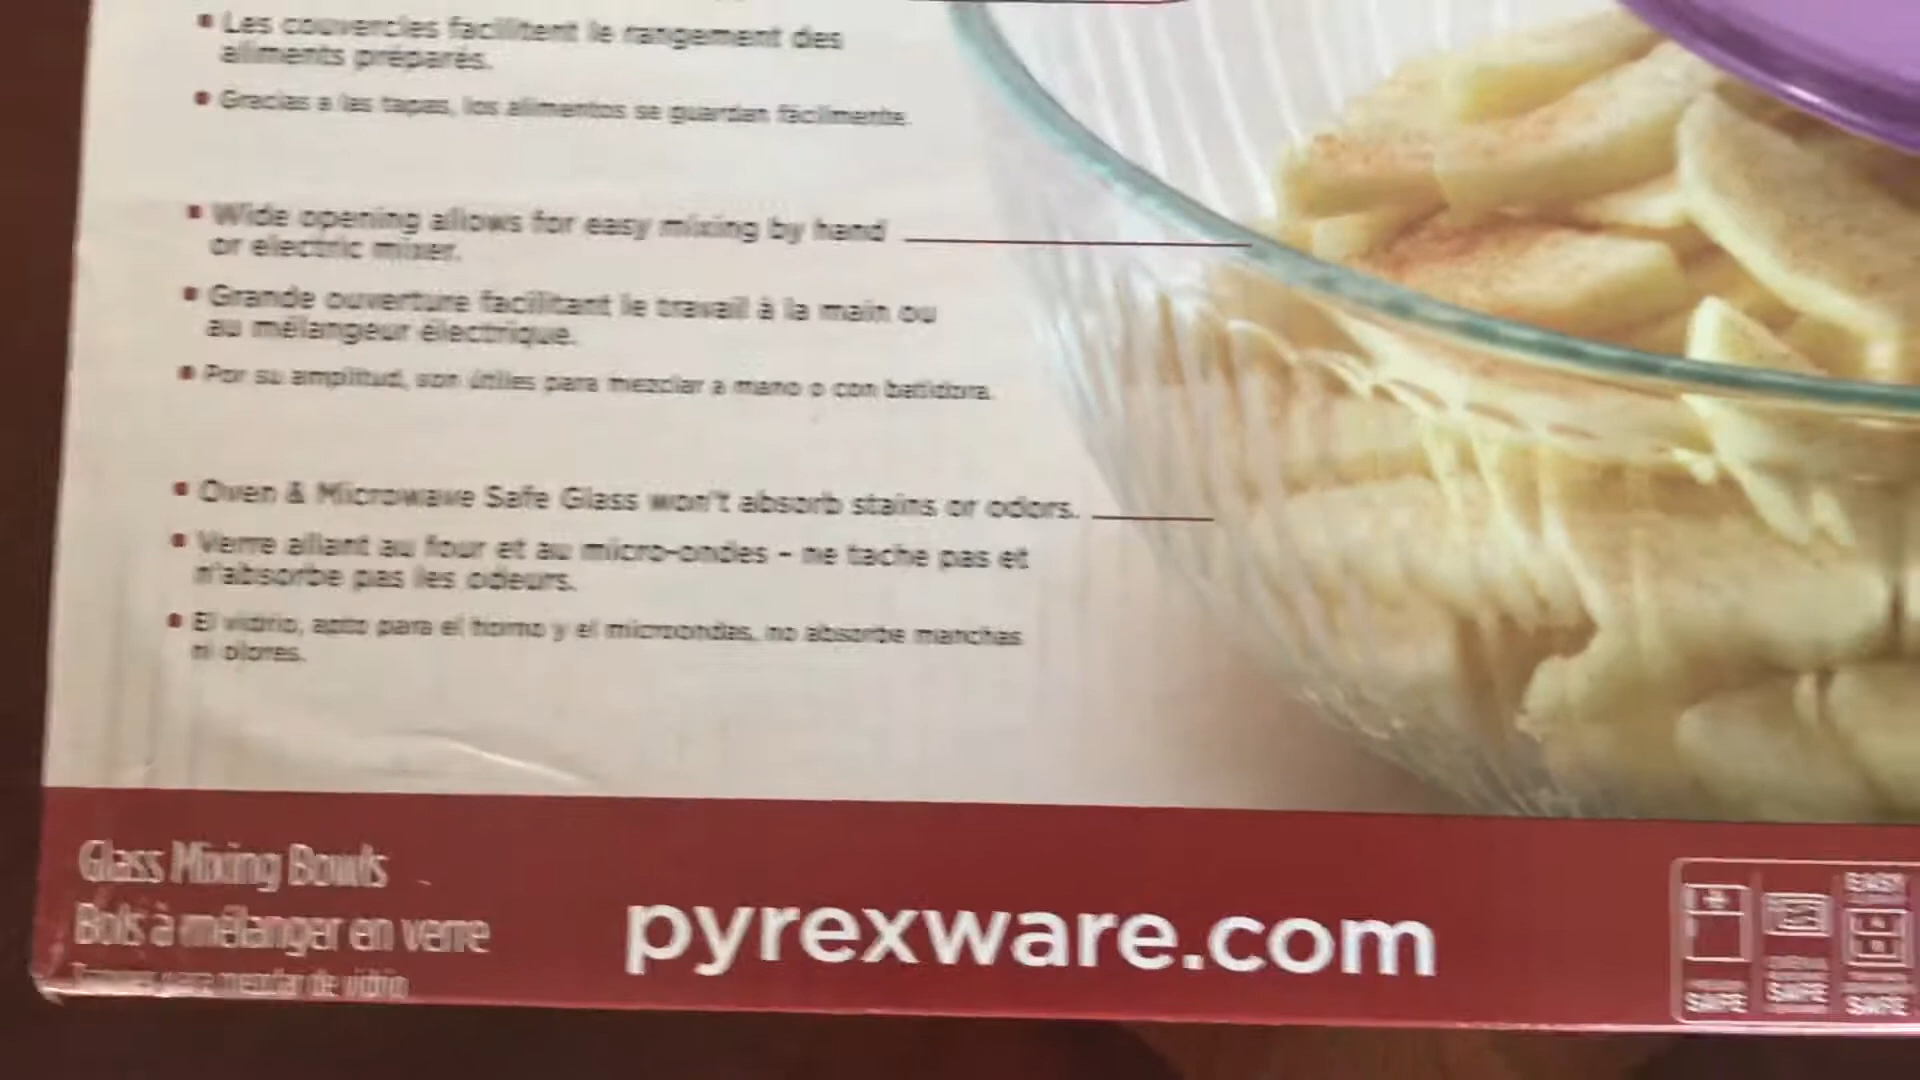 Les couvercles facilitent le rangement des
aliments préparés.
Gracias a las tapas, los alimentos se guardan fácilmente.
Wide opening allows for easy mixing by hand
or electric mixer.
Grande ouverture facilitant le travail à la main ou
au mélangeur électrique.
Por su amplitud, son útiles para mezclar a mano o con batidora.
Oven & Microwave Safe Glass won't absorb stains or odors.
Verre allant au four et au micro-ondes – ne tache pas et
n'absorbe pas les odeurs.
El vidrio, apto para el horno y el microondas, no absorbe manchas
ni olores.
Glass Mixing Bowls
Bols à mélanger en verre
para mezclar de vidrio
pyrexware.com
SAFE
SAFE
EASY
SAFE